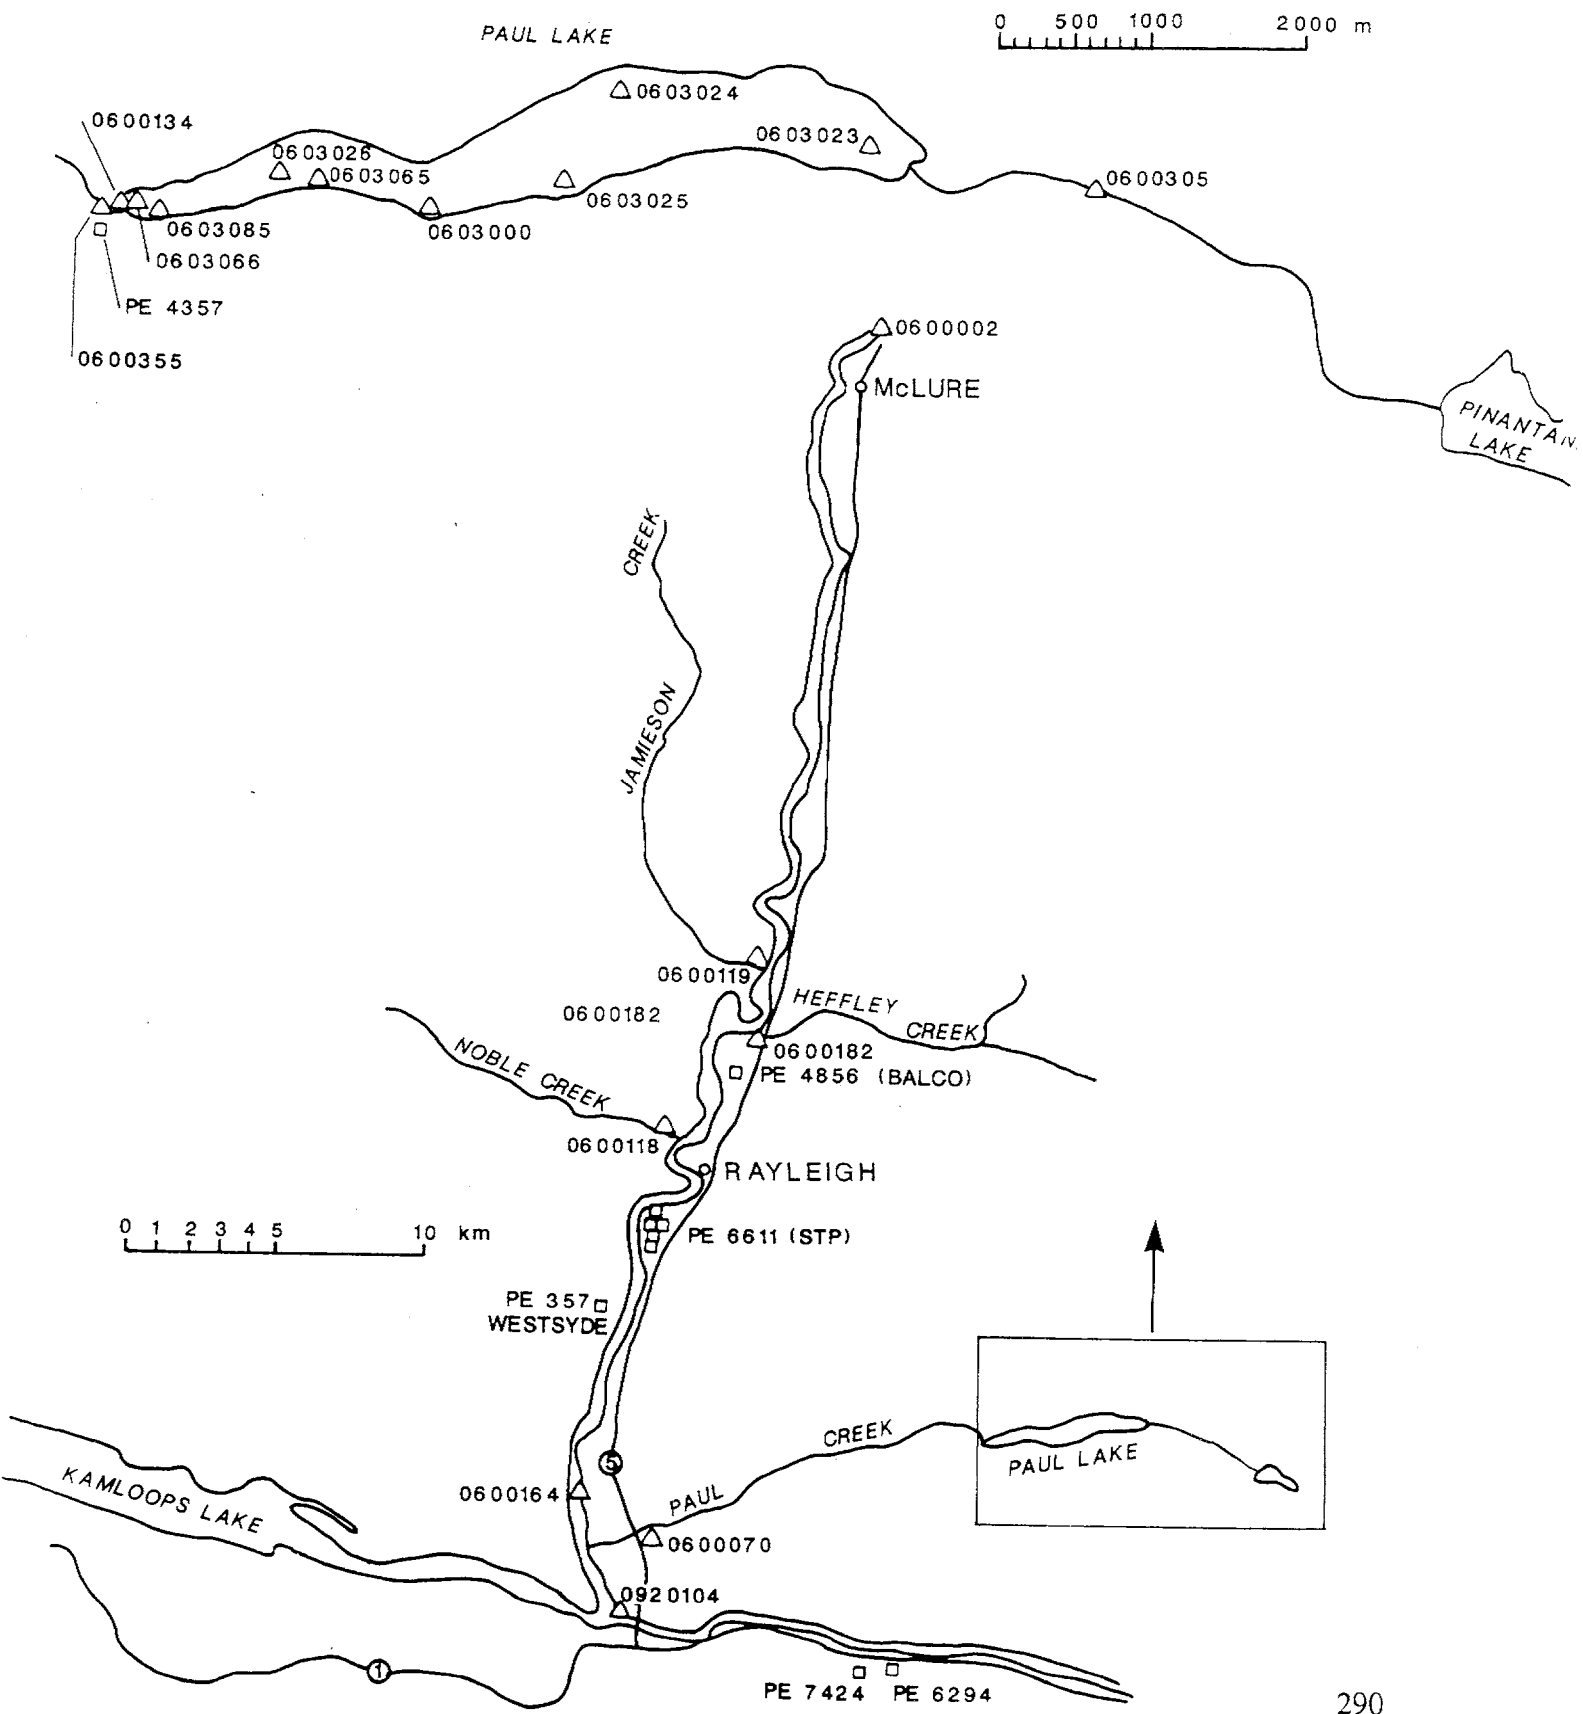 PAUL LAKE
0 500 1000 2000 m
0603024
0600134
0603023
0603026
0603065
0600305
0603025
0603085
0603000
0603066
PE 4357
0600002
0600355
McLURE
PINANTAN
LAKE
JAMIESON CREEK
0600119
HEFFLEY CREEK
0600182
0600182
NOBLE CREEK
PE 4856 (BALCO)
0600118
RAYLEIGH
0 1 2 3 4 5 10 km
PE 6611 (STP)
PE 357
WESTSYDE
PAUL CREEK
5
PAUL LAKE
KAMLOOPS LAKE
0600164
0600070
0920104
1
PE 7424 PE 6294
290